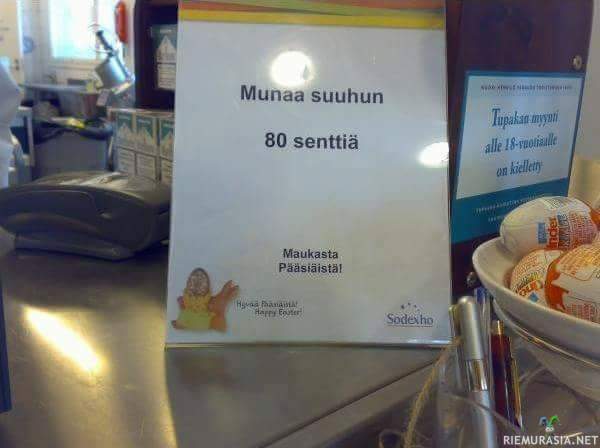 Munaa suuhun
80 senttiä
Maukasta
Pääsiäistä!
Hyvää Pääsiäistä!
Happy Easter!
Sodexho
Tupakan myynti
alle 18-vuotiaalle
on kielletty
RIEMURASIA.NET